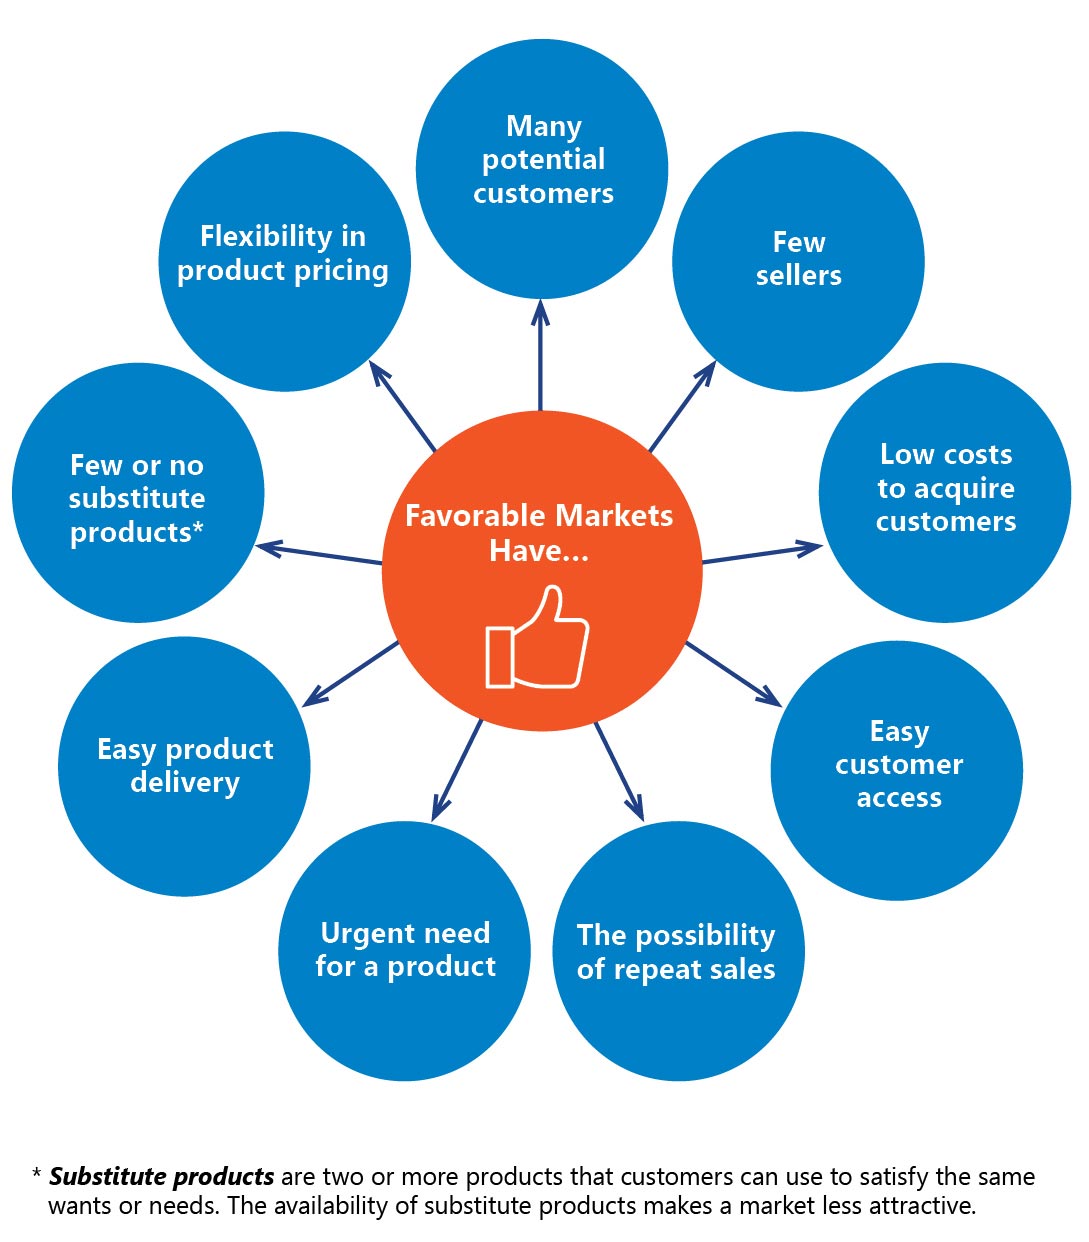 Many
potential
customers
Few
sellers
Low costs
to acquire
customers
Easy
customer
access
The possibility
of repeat sales
Urgent need
for a product
Easy product
delivery
Few or no
substitute
products*
Flexibility in
product pricing
Favorable Markets
Have...
* Substitute products are two or more products that customers can use to satisfy the same
wants or needs. The availability of substitute products makes a market less attractive.